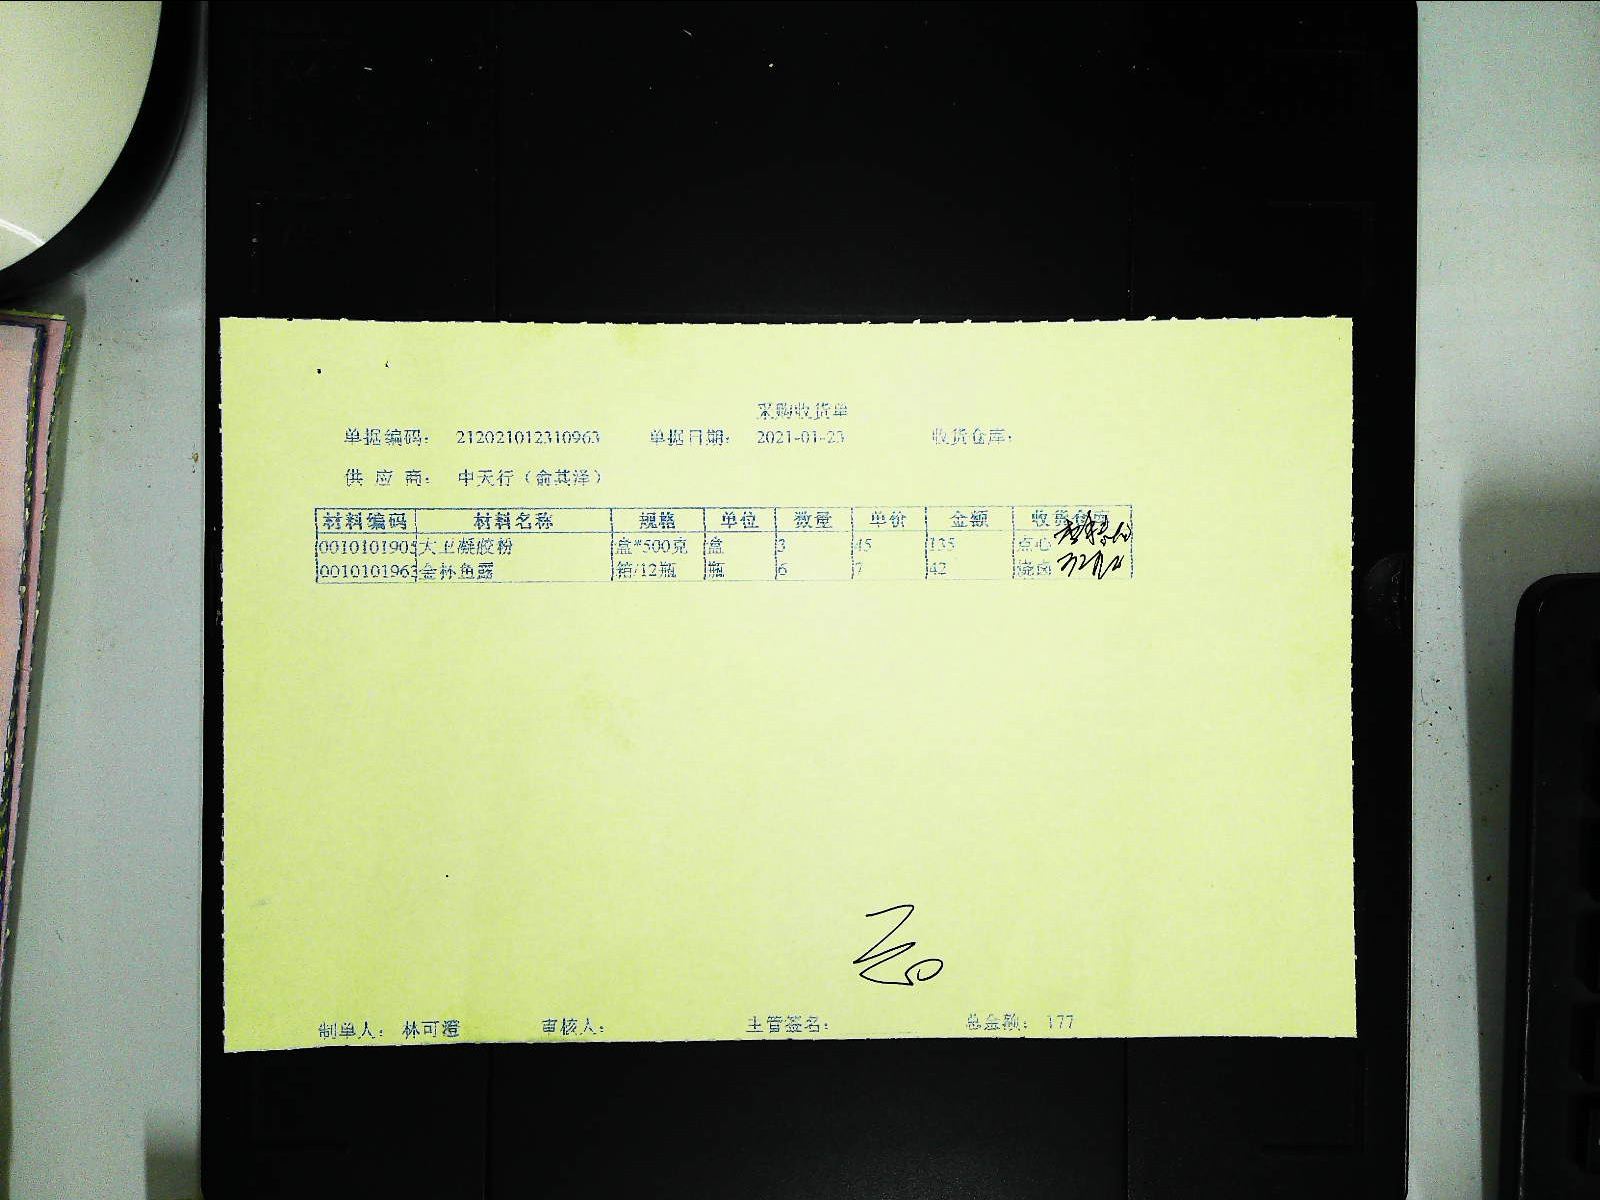 采购收货单
单据编码： 212021012310963 单据日期： 2021-01-23 收货仓库：
供 应 商： 中天行（俞其泽）
材料编码 材料名称 规格 单位 数量 单价 金额 收货仓库
0010101905 大卫凝胶粉 盒*500克 盒 3 45 135 点心
0010101963 金杯鱼露 箱/12瓶 瓶 6 7 42 烧卤
制单人： 林可澄 审核人： 主管签名： 总金额： 177